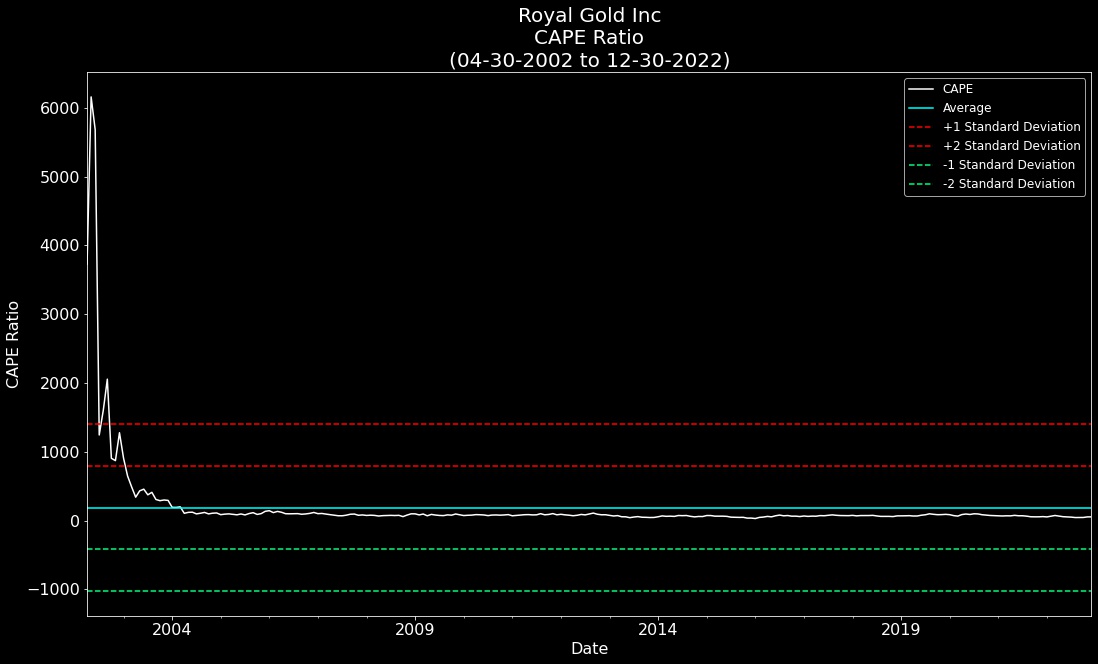 Royal Gold Inc
CAPE Ratio
(04-30-2002 to 12-30-2022)
CAPE
Average
+1 Standard Deviation
+2 Standard Deviation
-1 Standard Deviation
-2 Standard Deviation
6000
5000
4000
3000
2000
1000
0
−1000
CAPE Ratio
2004
2009
2014
2019
Date